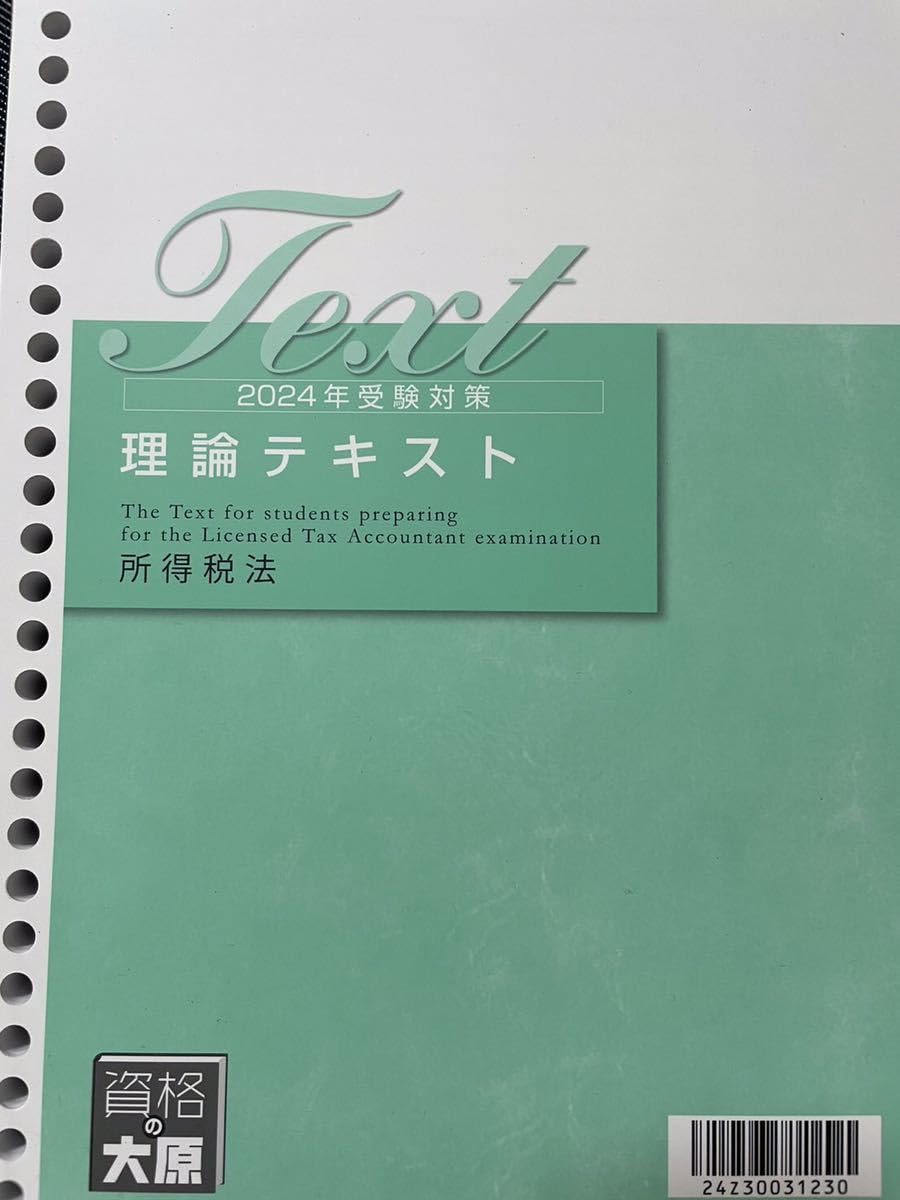 Text
2024年受験対策
理論テキスト
The Text for students preparing
for the Licensed Tax Accountant examination
所得税法
資格
の
大原
24Z30031230